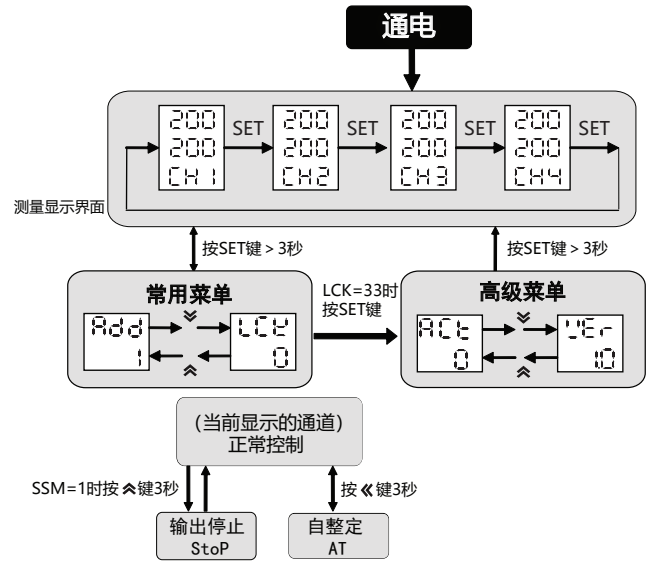 通电
200 200 200 200
SET SET SET SET
200 200 200 200
CH1 CH2 CH3 CH4
测量显示界面
按SET键>3秒 按SET键>3秒
常用菜单
Add LCK
1 0
LCK=33时
按SET键
高级菜单
ACt VEr
0 1.0
(当前显示的通道)
正常控制
SSM=1时按键3秒
按键3秒
输出停止
StoP
自整定
AT